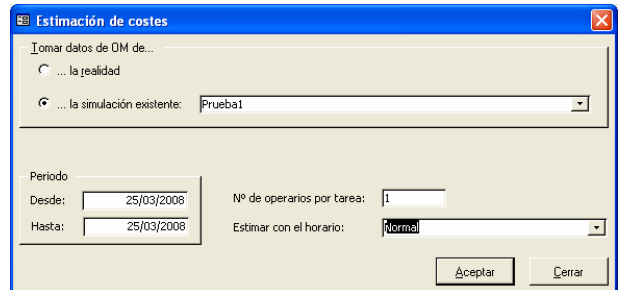 Estimación de costes
Tomar datos de OM de...
... la realidad
... la simulación existente: Prueba1
Periodo
Desde: 25/03/2008 Nº de operarios por tarea: 1
Hasta: 25/03/2008 Estimar con el horario: Normal
Aceptar Cerrar